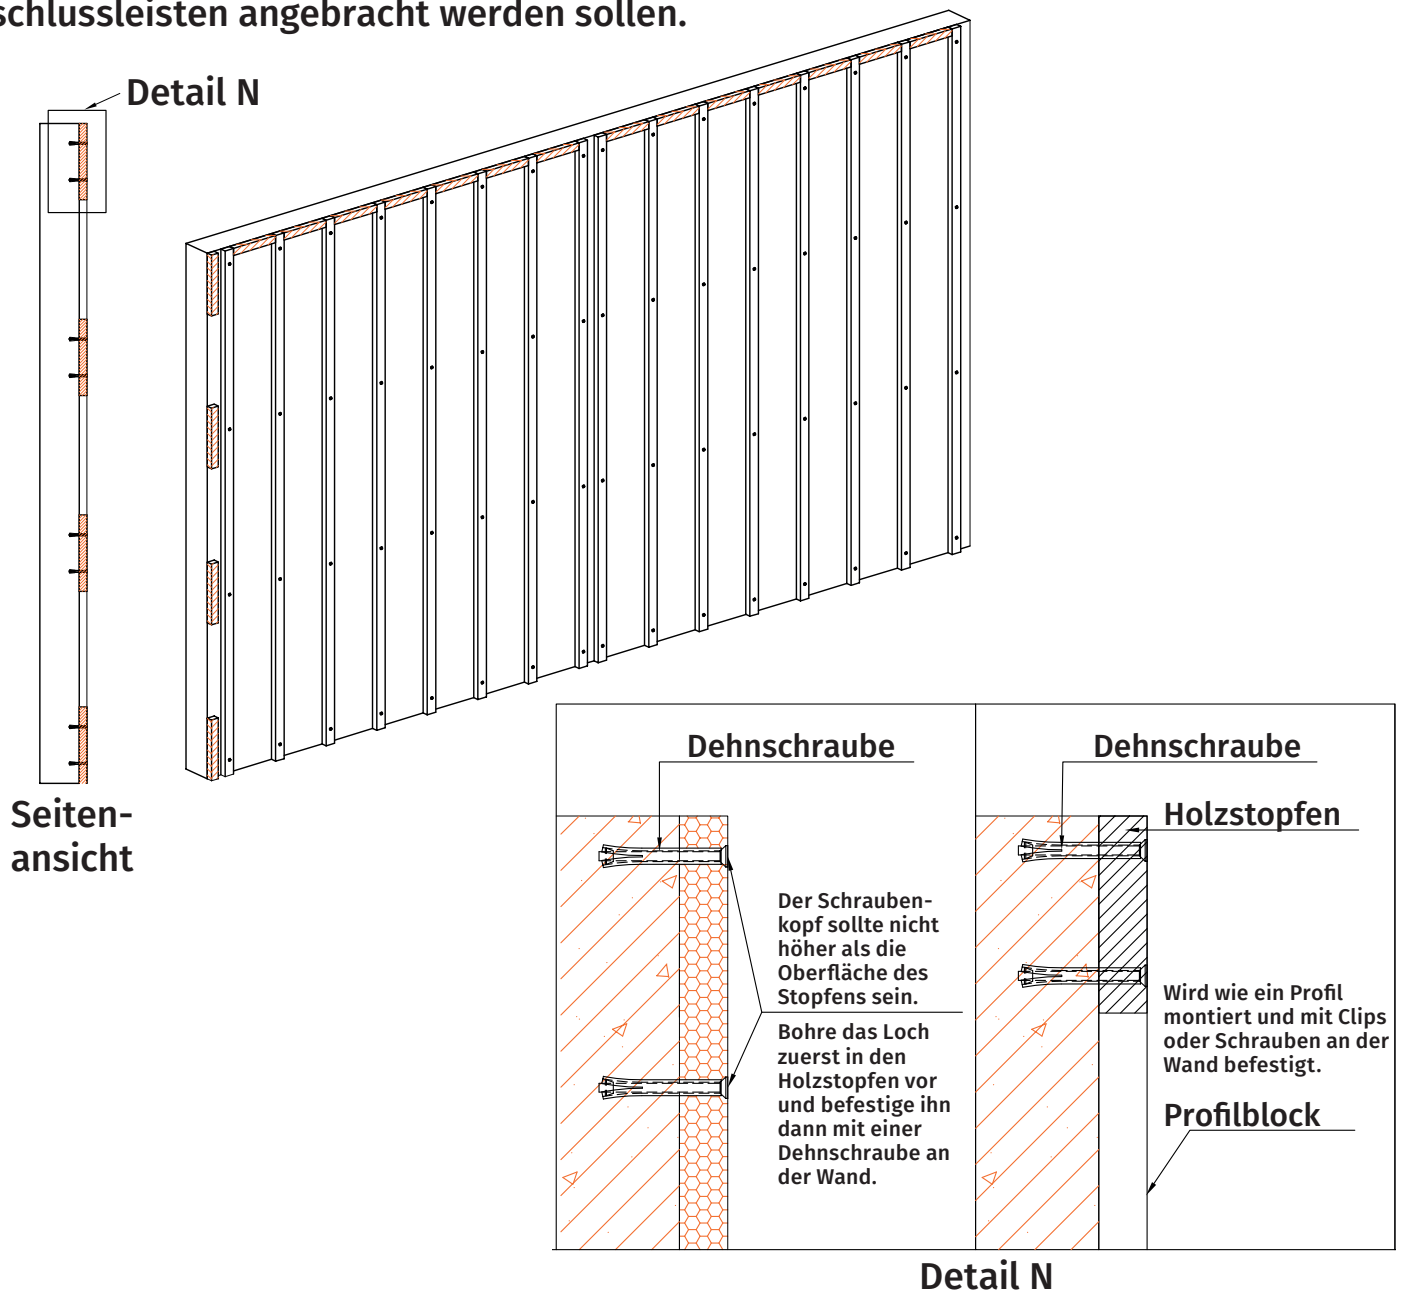 schlussleisten angebracht werden sollen.
Detail N
Seiten-
ansicht
Dehnschraube
Der Schrauben-
kopf sollte nicht
höher als die
Oberfläche des
Stopfens sein.
Bohre das Loch
zuerst in den
Holzstopfen vor
und befestige ihn
dann mit einer
Dehnschraube an
der Wand.
Dehnschraube
Holzstopfen
Wird wie ein Profil
montiert und mit Clips
oder Schrauben an der
Wand befestigt.
Profilblock
Detail N